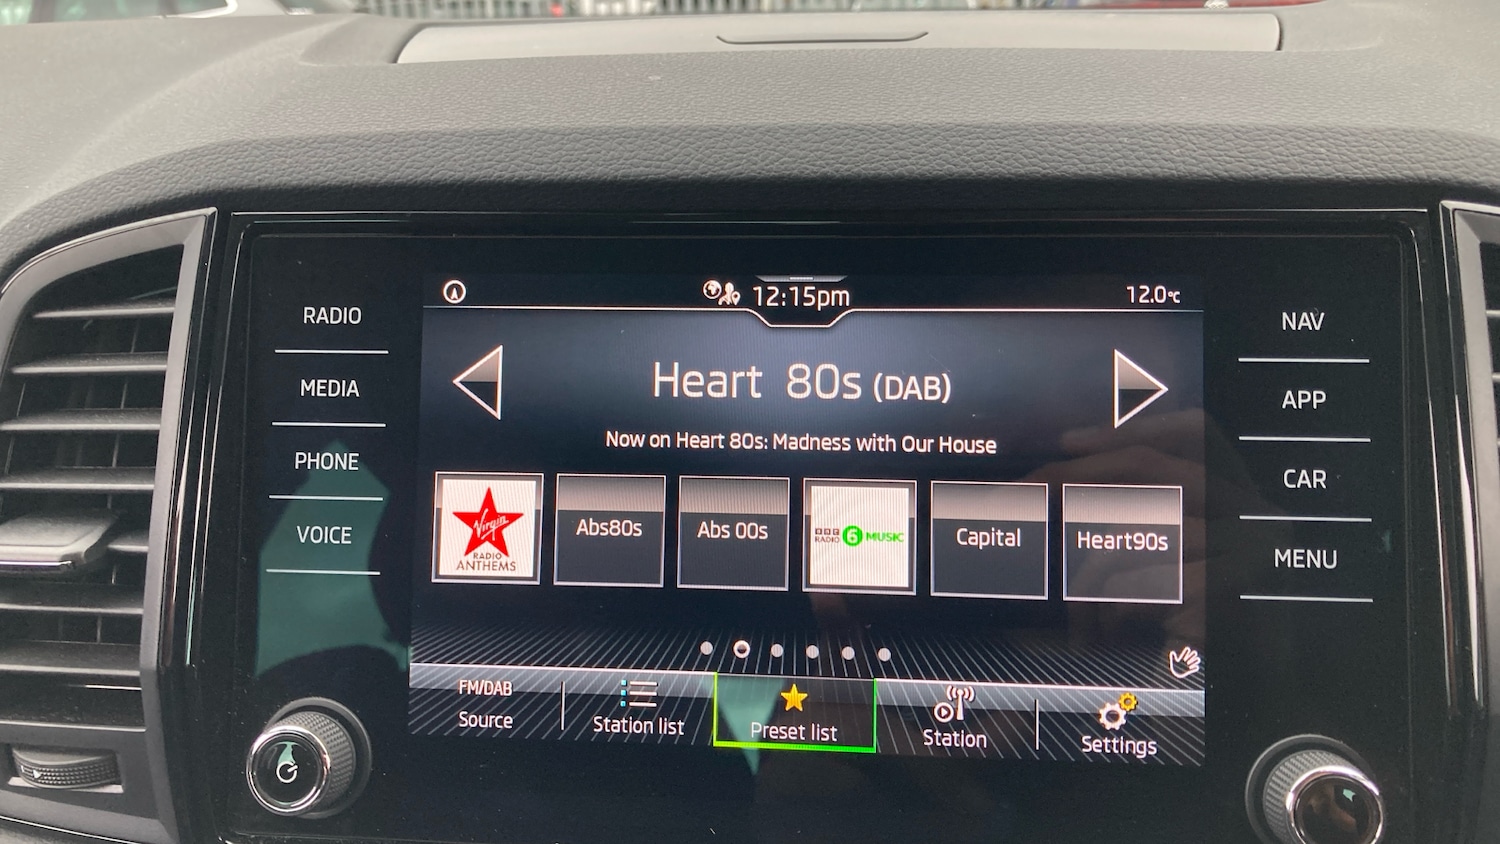 12:15pm
12.0°c
RADIO
MEDIA
PHONE
VOICE
Heart 80s (DAB)
Now on Heart 80s: Madness with Our House
Virgin
RADIO
ANTHEMS
Abs80s
Abs 00s
BBC
RADIO 6 MUSIC
Capital
Heart90s
FM/DAB
Source
Station list
Preset list
Station
Settings
NAV
APP
CAR
MENU